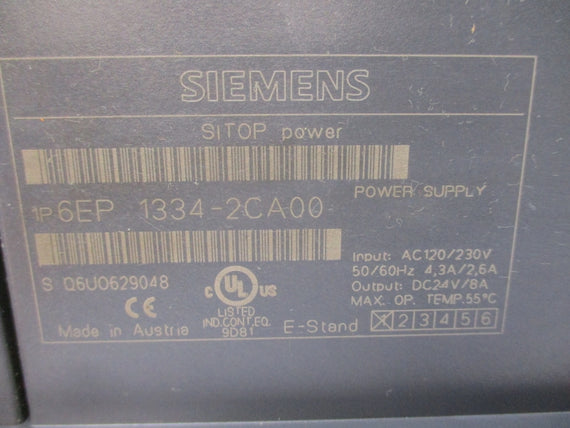 SIEMENS
SITOP power
1P 6EP 1334-2CA00
POWER SUPPLY
S Q6U0629048
Input: AC120/230V
50/60Hz 4,3A/2,6A
Output: DC24V/8A
MAX. OP. TEMP.55°C
CE
C UL US
LISTED
IND.CONT.EQ.
9D81
Made in Austria
E-Stand X 2 3 4 5 6